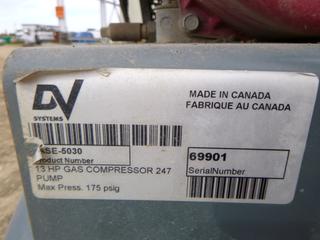 DV
SYSTEMS
MADE IN CANADA
FABRIQUE AU CANADA
ASE-5030
Product Number
69901
SerialNumber
13 HP GAS COMPRESSOR 247
PUMP
Max Press. 175 psig